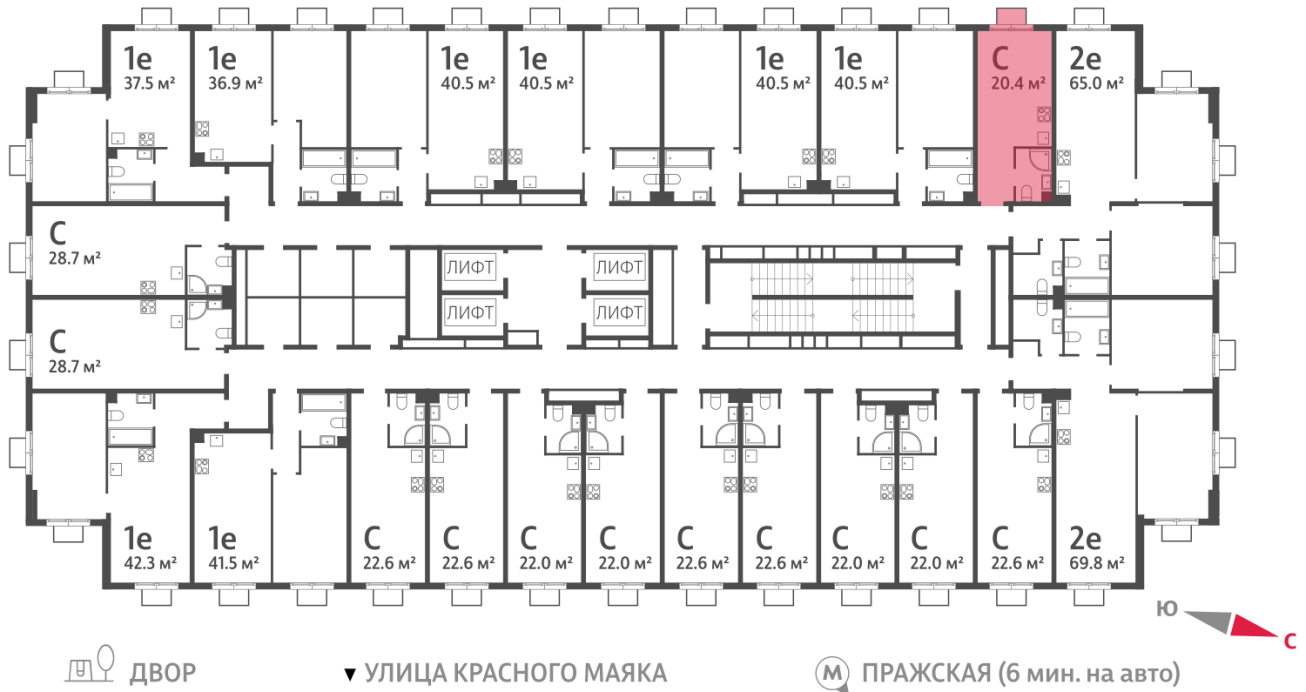 1е
37.5 м²
1е
36.9 м²
1е
40.5 м²
1е
40.5 м²
1е
40.5 м²
1е
40.5 м²
С
20.4 м²
2е
65.0 м²
С
28.7 м²
ЛИФТ
ЛИФТ
ЛИФТ
ЛИФТ
С
28.7 м²
1е
42.3 м²
1е
41.5 м²
С
22.6 м²
С
22.6 м²
С
22.0 м²
С
22.0 м²
С
22.6 м²
С
22.6 м²
С
22.0 м²
С
22.0 м²
С
22.6 м²
2е
69.8 м²
Ю
С
ДВОР
УЛИЦА КРАСНОГО МАЯКА
М ПРАЖСКАЯ (6 мин. на авто)